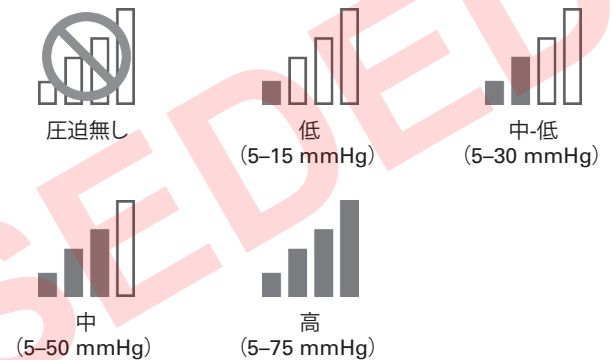 圧迫無し
低
（5–15 mmHg）
中-低
（5–30 mmHg）
中
（5–50 mmHg）
高
（5–75 mmHg）
SEDED